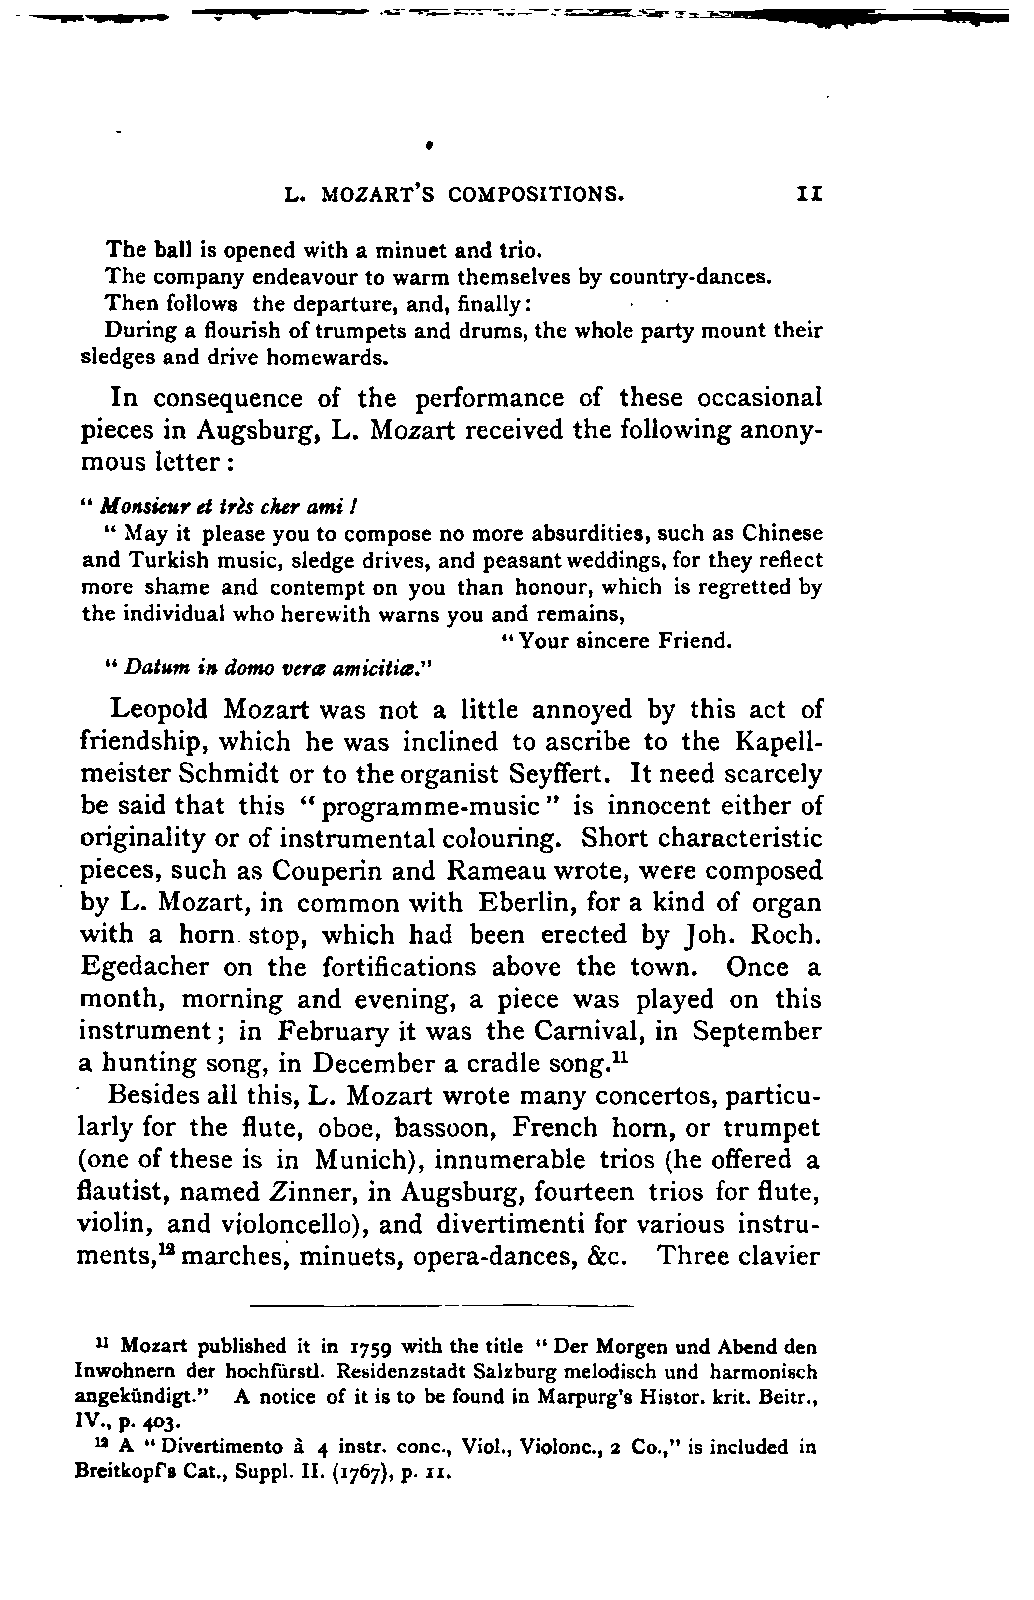 L. MOZART'S COMPOSITIONS. 11
The ball is opened with a minuet and trio.
The company endeavour to warm themselves by country-dances.
Then follows the departure, and, finally:
During a flourish of trumpets and drums, the whole party mount their
sledges and drive homewards.
In consequence of the performance of these occasional
pieces in Augsburg, L. Mozart received the following anony-
mous letter:
“ Monsieur et très cher ami !
“ May it please you to compose no more absurdities, such as Chinese
and Turkish music, sledge drives, and peasant weddings, for they reflect
more shame and contempt on you than honour, which is regretted by
the individual who herewith warns you and remains,
“ Your sincere Friend.
“ Datum in domo veræ amicitiæ.”
Leopold Mozart was not a little annoyed by this act of
friendship, which he was inclined to ascribe to the Kapell-
meister Schmidt or to the organist Seyffert. It need scarcely
be said that this “ programme-music ” is innocent either of
originality or of instrumental colouring. Short characteristic
pieces, such as Couperin and Rameau wrote, were composed
by L. Mozart, in common with Eberlin, for a kind of organ
with a horn stop, which had been erected by Joh. Roch.
Egedacher on the fortifications above the town. Once a
month, morning and evening, a piece was played on this
instrument; in February it was the Carnival, in September
a hunting song, in December a cradle song.¹¹
Besides all this, L. Mozart wrote many concertos, particu-
larly for the flute, oboe, bassoon, French horn, or trumpet
(one of these is in Munich), innumerable trios (he offered a
flautist, named Zinner, in Augsburg, fourteen trios for flute,
violin, and violoncello), and divertimenti for various instru-
ments,¹² marches, minuets, opera-dances, &c. Three clavier
¹¹ Mozart published it in 1759 with the title “ Der Morgen und Abend den
Inwohnern der hochfürstl. Residenzstadt Salzburg melodisch und harmonisch
angekündigt.” A notice of it is to be found in Marpurg's Histor. krit. Beitr.,
IV., p. 403.
¹² A “ Divertimento à 4 instr. conc., Viol., Violonc., 2 Co.,” is included in
Breitkopf's Cat., Suppl. II. (1767), p. 11.